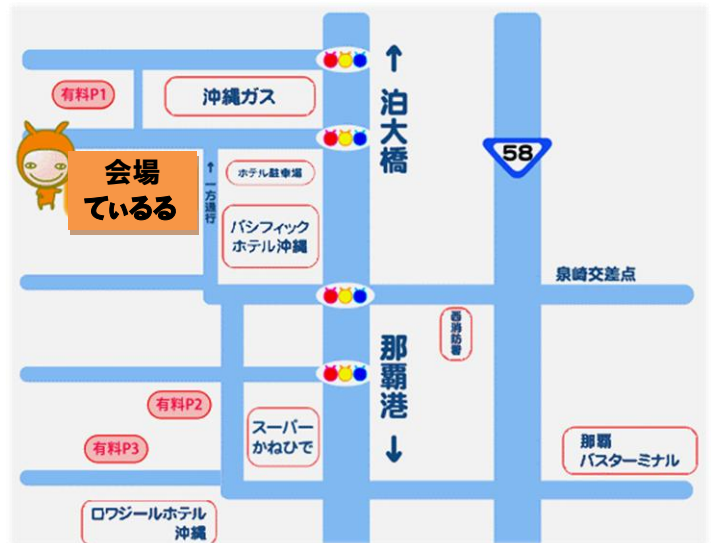 有料P1
沖縄ガス
↑
泊大橋
58
会場
ているる
↑一方通行
ホテル駐車場
パシフィック
ホテル沖縄
泉崎交差点
西消防署
那覇港
↓
有料P2
有料P3
スーパー
かねひで
那覇
バスターミナル
ロワジールホテル
沖縄